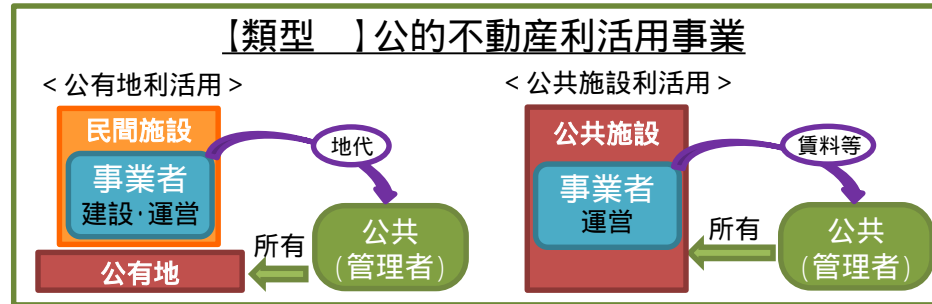 【類型　】公的不動産利活用事業
<公有地利活用>
民間施設
事業者
建設・運営
公有地
地代
所有
公共
(管理者)
<公共施設利活用>
公共施設
事業者
運営
賃料等
所有
公共
(管理者)